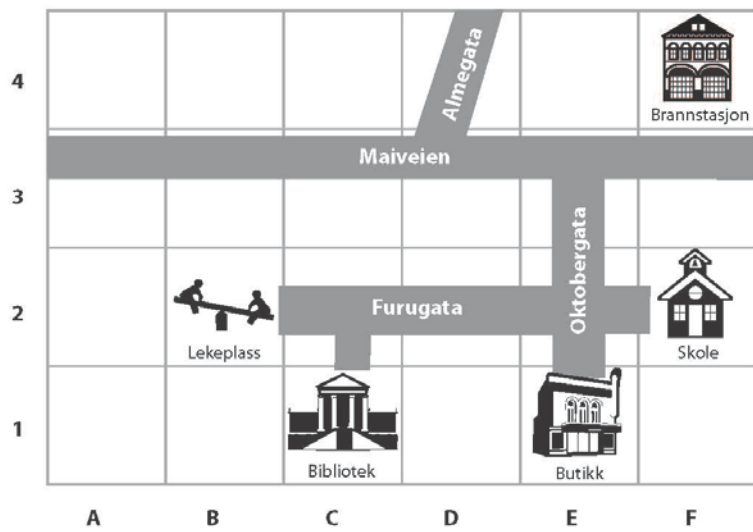 4
Almegata
Brannstasjon
Maiveien
3
Oktobergata
2
Furugata
Lekeplass
Skole
1
Bibliotek
Butikk
A B C D E F